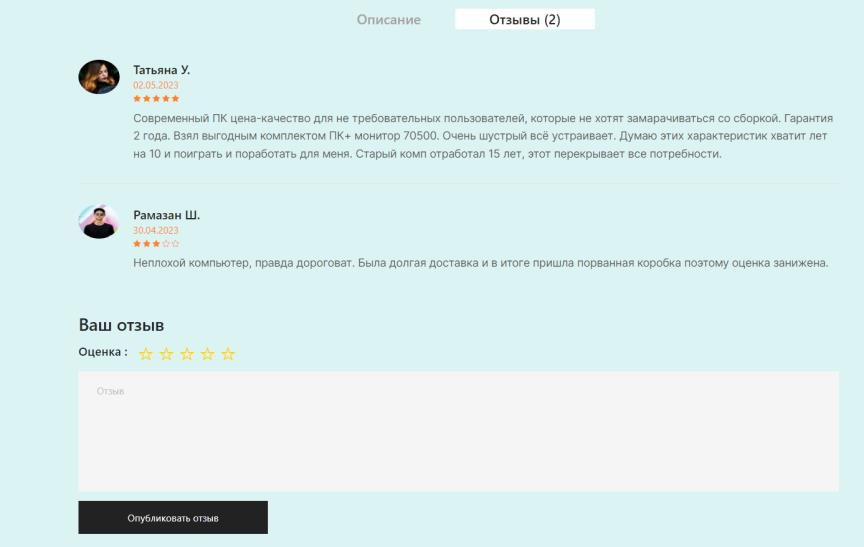 Описание
Отзывы (2)
Татьяна У.
02.05.2023
Современный ПК цена-качество для не требовательных пользователей, которые не хотят замарачиваться со сборкой. Гарантия
2 года. Взял выгодным комплектом ПК+ монитор 70500. Очень шустрый всё устраивает. Думаю этих характеристик хватит лет
на 10 и поиграть и поработать для меня. Старый комп отработал 15 лет, этот перекрывает все потребности.
Рамазан Ш.
30.04.2023
Неплохой компьютер, правда дороговат. Была долгая доставка и в итоге пришла порванная коробка поэтому оценка занижена.
Ваш отзыв
Оценка :
Отзыв
Опубликовать отзыв